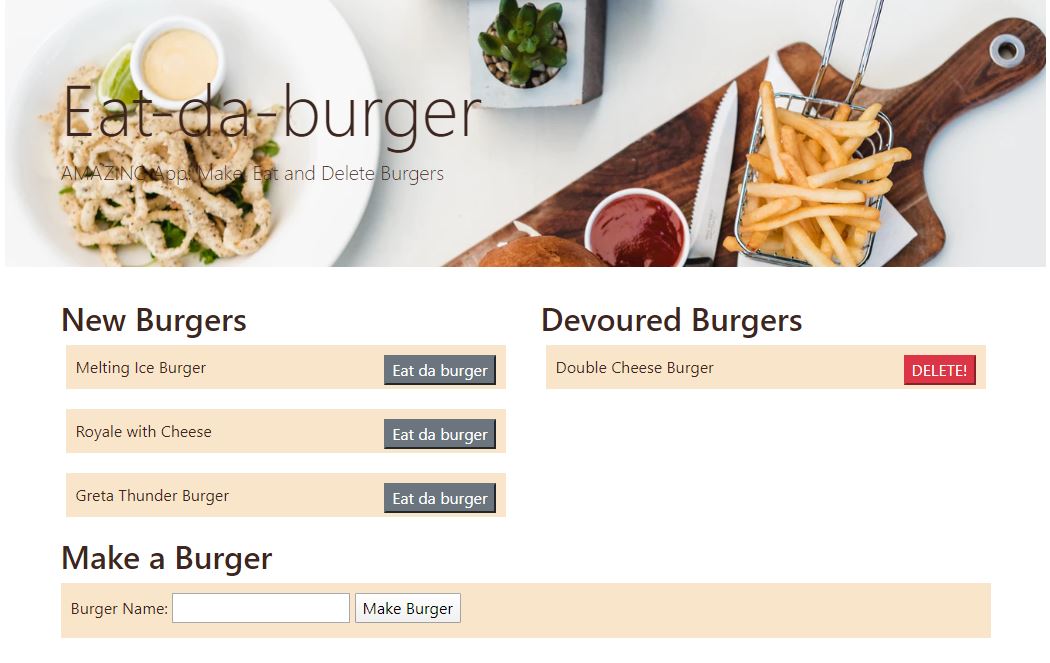 Eat-da-burger
AMAZING App! Make, Eat and Delete Burgers
New Burgers
Melting Ice Burger
Eat da burger
Royale with Cheese
Eat da burger
Greta Thunder Burger
Eat da burger
Devoured Burgers
Double Cheese Burger
DELETE!
Make a Burger
Burger Name:
Make Burger